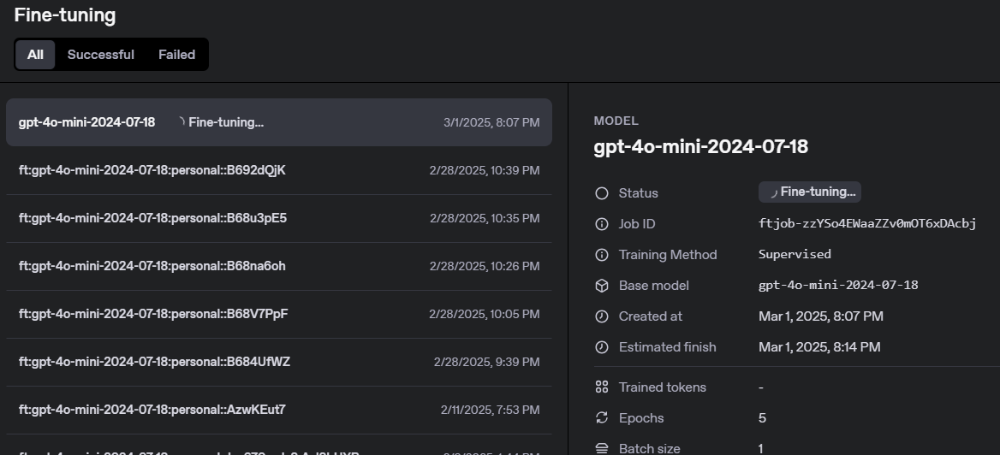 Fine-tuning
All Successful Failed
gpt-4o-mini-2024-07-18 Fine-tuning... 3/1/2025, 8:07 PM
ft:gpt-4o-mini-2024-07-18:personal::B692dQjK 2/28/2025, 10:39 PM
ft:gpt-4o-mini-2024-07-18:personal::B68u3pE5 2/28/2025, 10:35 PM
ft:gpt-4o-mini-2024-07-18:personal::B68na6oh 2/28/2025, 10:26 PM
ft:gpt-4o-mini-2024-07-18:personal::B68V7PpF 2/28/2025, 10:05 PM
ft:gpt-4o-mini-2024-07-18:personal::B684UfWZ 2/28/2025, 9:39 PM
ft:gpt-4o-mini-2024-07-18:personal::AzwKEut7 2/11/2025, 7:53 PM
MODEL
gpt-4o-mini-2024-07-18
Status Fine-tuning...
Job ID ftjob-zzYSo4EWaaZZv0mOT6xDAcbj
Training Method Supervised
Base model gpt-4o-mini-2024-07-18
Created at Mar 1, 2025, 8:07 PM
Estimated finish Mar 1, 2025, 8:14 PM
Trained tokens -
Epochs 5
Batch size 1